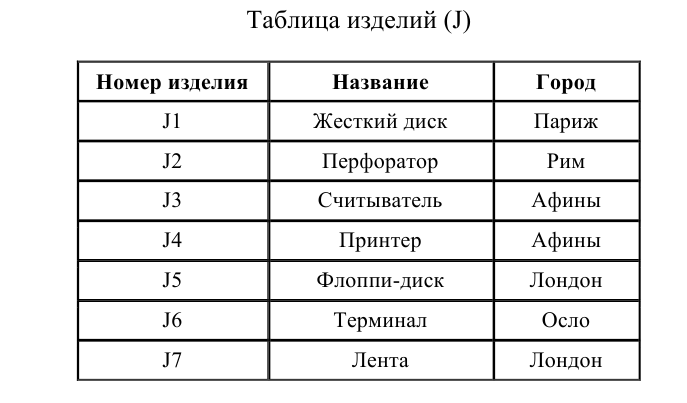 Таблица изделий (J)
Номер изделия Название Город
J1 Жесткий диск Париж
J2 Перфоратор Рим
J3 Считыватель Афины
J4 Принтер Афины
J5 Флоппи-диск Лондон
J6 Терминал Осло
J7 Лента Лондон